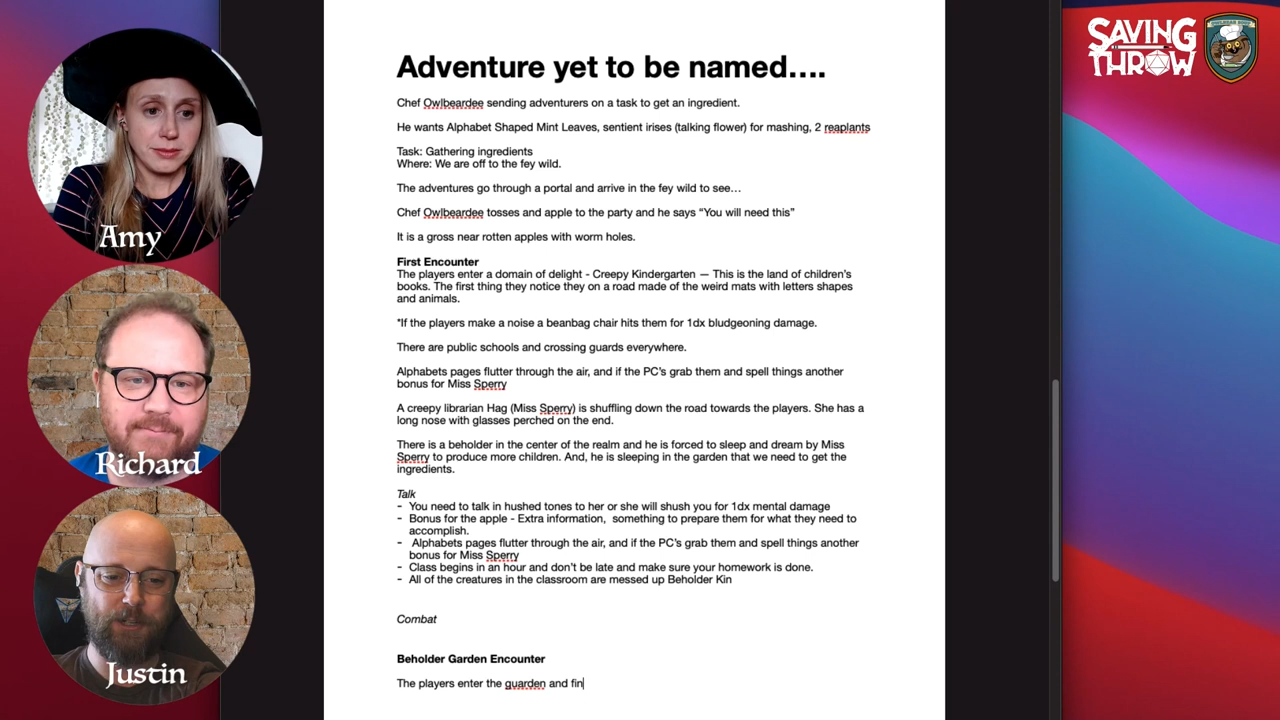 Adventure yet to be named….
Chef Owlbeardee sending adventurers on a task to get an ingredient.
He wants Alphabet Shaped Mint Leaves, sentient irises (talking flower) for mashing, 2 reaplants
Task: Gathering ingredients
Where: We are off to the fey wild.
The adventures go through a portal and arrive in the fey wild to see…
Chef Owlbeardee tosses and apple to the party and he says “You will need this”
It is a gross near rotten apples with worm holes.
First Encounter
The players enter a domain of delight - Creepy Kindergarten — This is the land of children’s
books. The first thing they notice they on a road made of the weird mats with letters shapes
and animals.
*If the players make a noise a beanbag chair hits them for 1dx bludgeoning damage.
There are public schools and crossing guards everywhere.
Alphabets pages flutter through the air, and if the PC’s grab them and spell things another
bonus for Miss Sperry
A creepy librarian Hag (Miss Sperry) is shuffling down the road towards the players. She has a
long nose with glasses perched on the end.
There is a beholder in the center of the realm and he is forced to sleep and dream by Miss
Sperry to produce more children. And, he is sleeping in the garden that we need to get the
ingredients.
Talk
- You need to talk in hushed tones to her or she will shush you for 1dx mental damage
- Bonus for the apple - Extra information, something to prepare them for what they need to
accomplish.
- Alphabets pages flutter through the air, and if the PC’s grab them and spell things another
bonus for Miss Sperry
- Class begins in an hour and don’t be late and make sure your homework is done.
- All of the creatures in the classroom are messed up Beholder Kin
Combat
Beholder Garden Encounter
The players enter the guarden and fin
Amy
Richard
Justin
SAVING
THROW